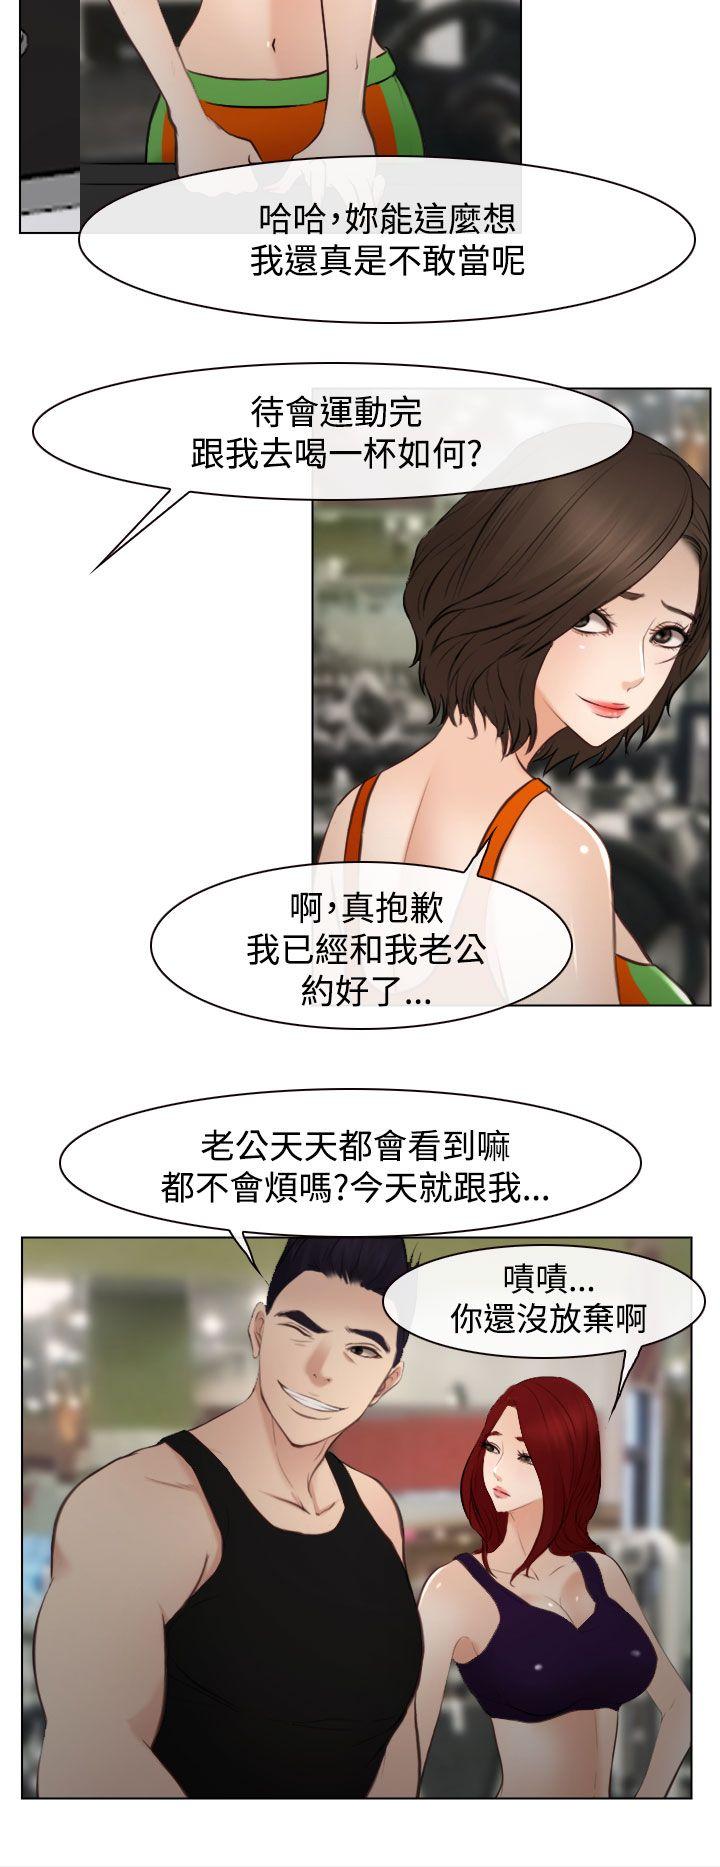 哈哈，妳能這麼想
我還真是不敢當呢
待會運動完
跟我去喝一杯如何?
啊，真抱歉
我已經和我老公
約好了...
老公天天都會看到嘛
都不會煩嗎?今天就跟我...
嘖嘖...
你還沒放棄啊